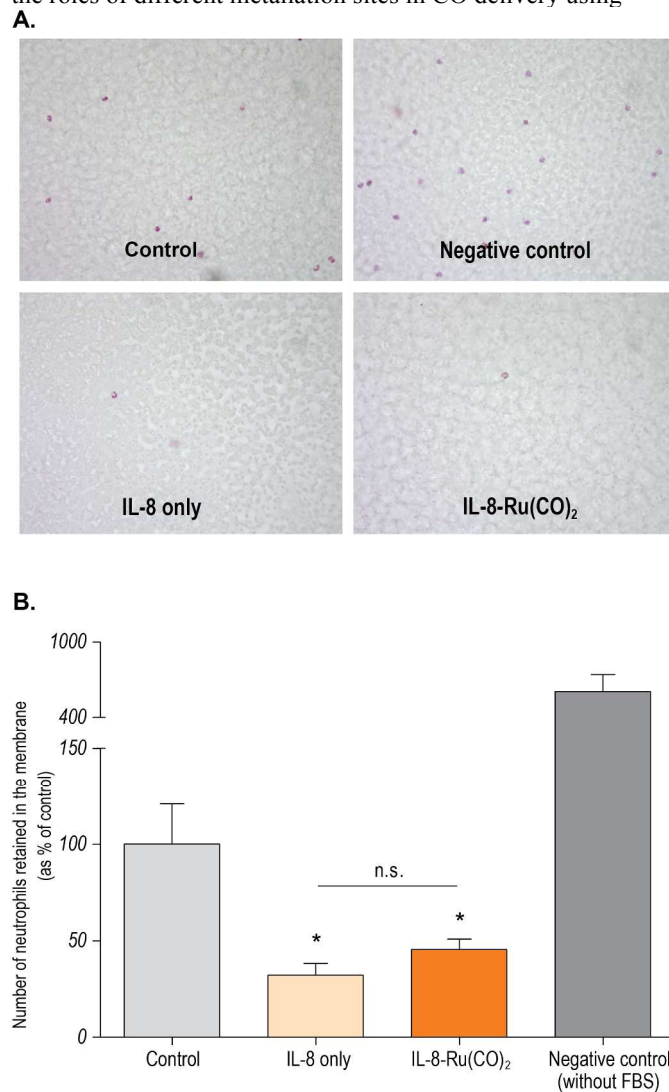 the roles of different metallation sites in CO delivery using
A.
Control
Negative control
IL-8 only
IL-8-Ru(CO)₂
B.
Number of neutrophils retained in the membrane
(as % of control)
1000
400
150
100
50
0
n.s.
*
*
Control
IL-8 only
IL-8-Ru(CO)₂
Negative control
(without FBS)